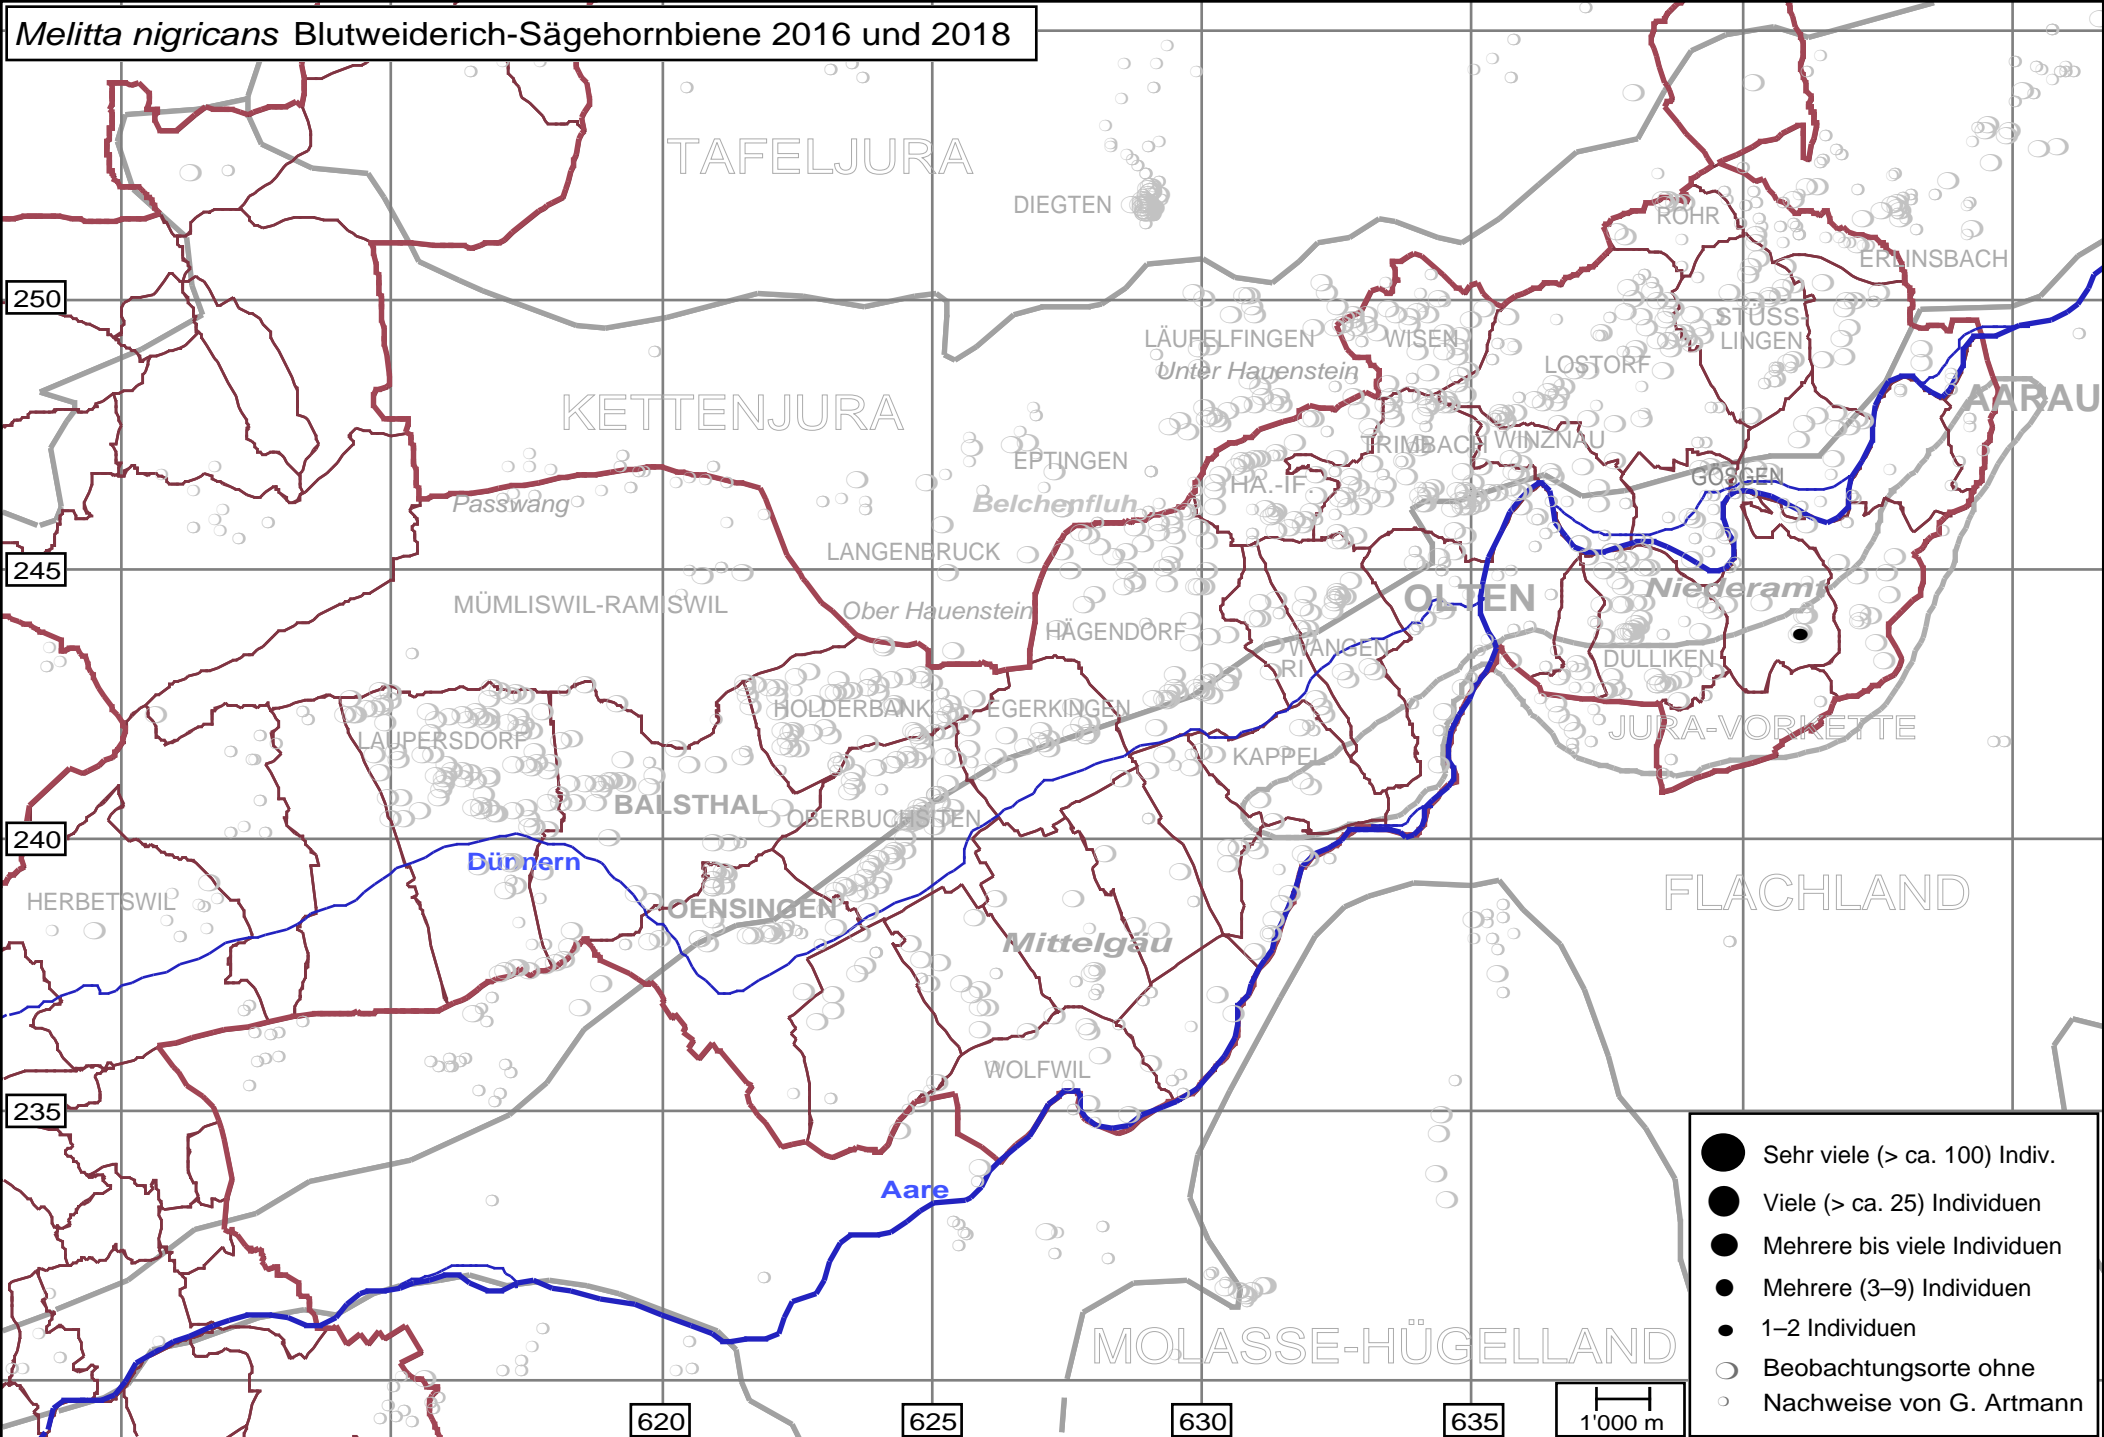 Melitta nigricans Blutweiderich-Sägehornbiene 2016 und 2018
TAFELJURA
DIEGTEN
ROHR
ERLINSBACH
250
STÜSS-
LINGEN
LÄUFELFINGEN
WISEN
LOSTORF
Unter Hauenstein
AARAU
KETTENJURA
TRIMBACH
WINZNAU
EPTINGEN
GÖSGEN
HA.-IF.
Passwang
Belchenfluh
LANGENBRUCK
245
MÜMLISWIL-RAMISWIL
Ober Hauenstein
OLTEN
Niederamt
HÄGENDORF
WANGEN
RI
DULLIKEN
HOLDERBANK
EGERKINGEN
JURA-VORKETTE
LAUPERSDORF
KAPPEL
BALSTHAL
OBERBUCHSITEN
240
Dünnern
HERBETSWIL
OENSINGEN
FLACHLAND
Mittelgäu
WOLFWIL
235
Aare
MOLASSE-HÜGELLAND
Sehr viele (> ca. 100) Indiv.
Viele (> ca. 25) Individuen
Mehrere bis viele Individuen
Mehrere (3–9) Individuen
1–2 Individuen
Beobachtungsorte ohne
Nachweise von G. Artmann
620
625
630
635
1'000 m